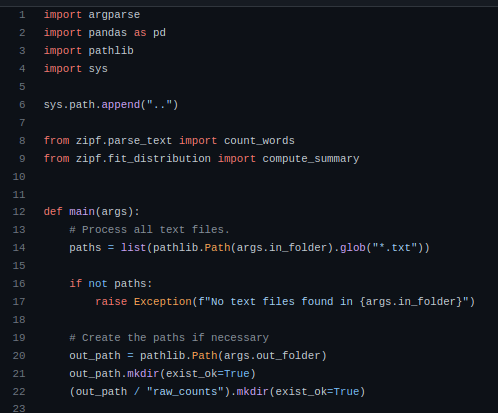 1 import argparse
2 import pandas as pd
3 import pathlib
4 import sys
5
6 sys.path.append("..")
7
8 from zipf.parse_text import count_words
9 from zipf.fit_distribution import compute_summary
10
11
12 def main(args):
13     # Process all text files.
14     paths = list(pathlib.Path(args.in_folder).glob("*.txt"))
15
16     if not paths:
17         raise Exception(f"No text files found in {args.in_folder}")
18
19     # Create the paths if necessary
20     out_path = pathlib.Path(args.out_folder)
21     out_path.mkdir(exist_ok=True)
22     (out_path / "raw_counts").mkdir(exist_ok=True)
23